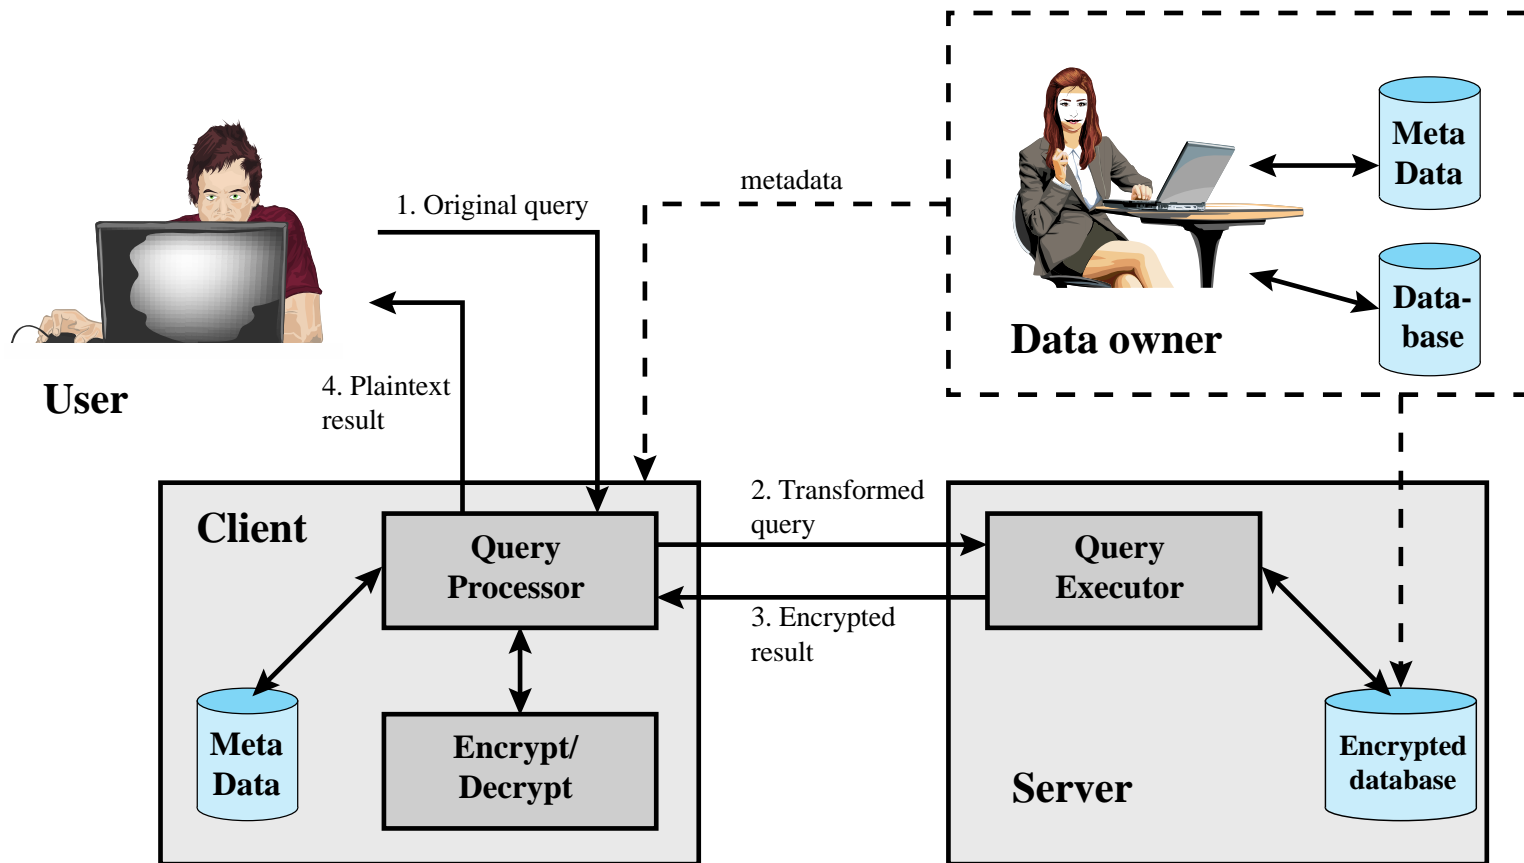 metadata
Meta
Data
1. Original query
Data-
base
Data owner
User
4. Plaintext
result
Client
Query
Processor
2. Transformed
query
Query
Executor
3. Encrypted
result
Meta
Data
Encrypt/
Decrypt
Server
Encrypted
database